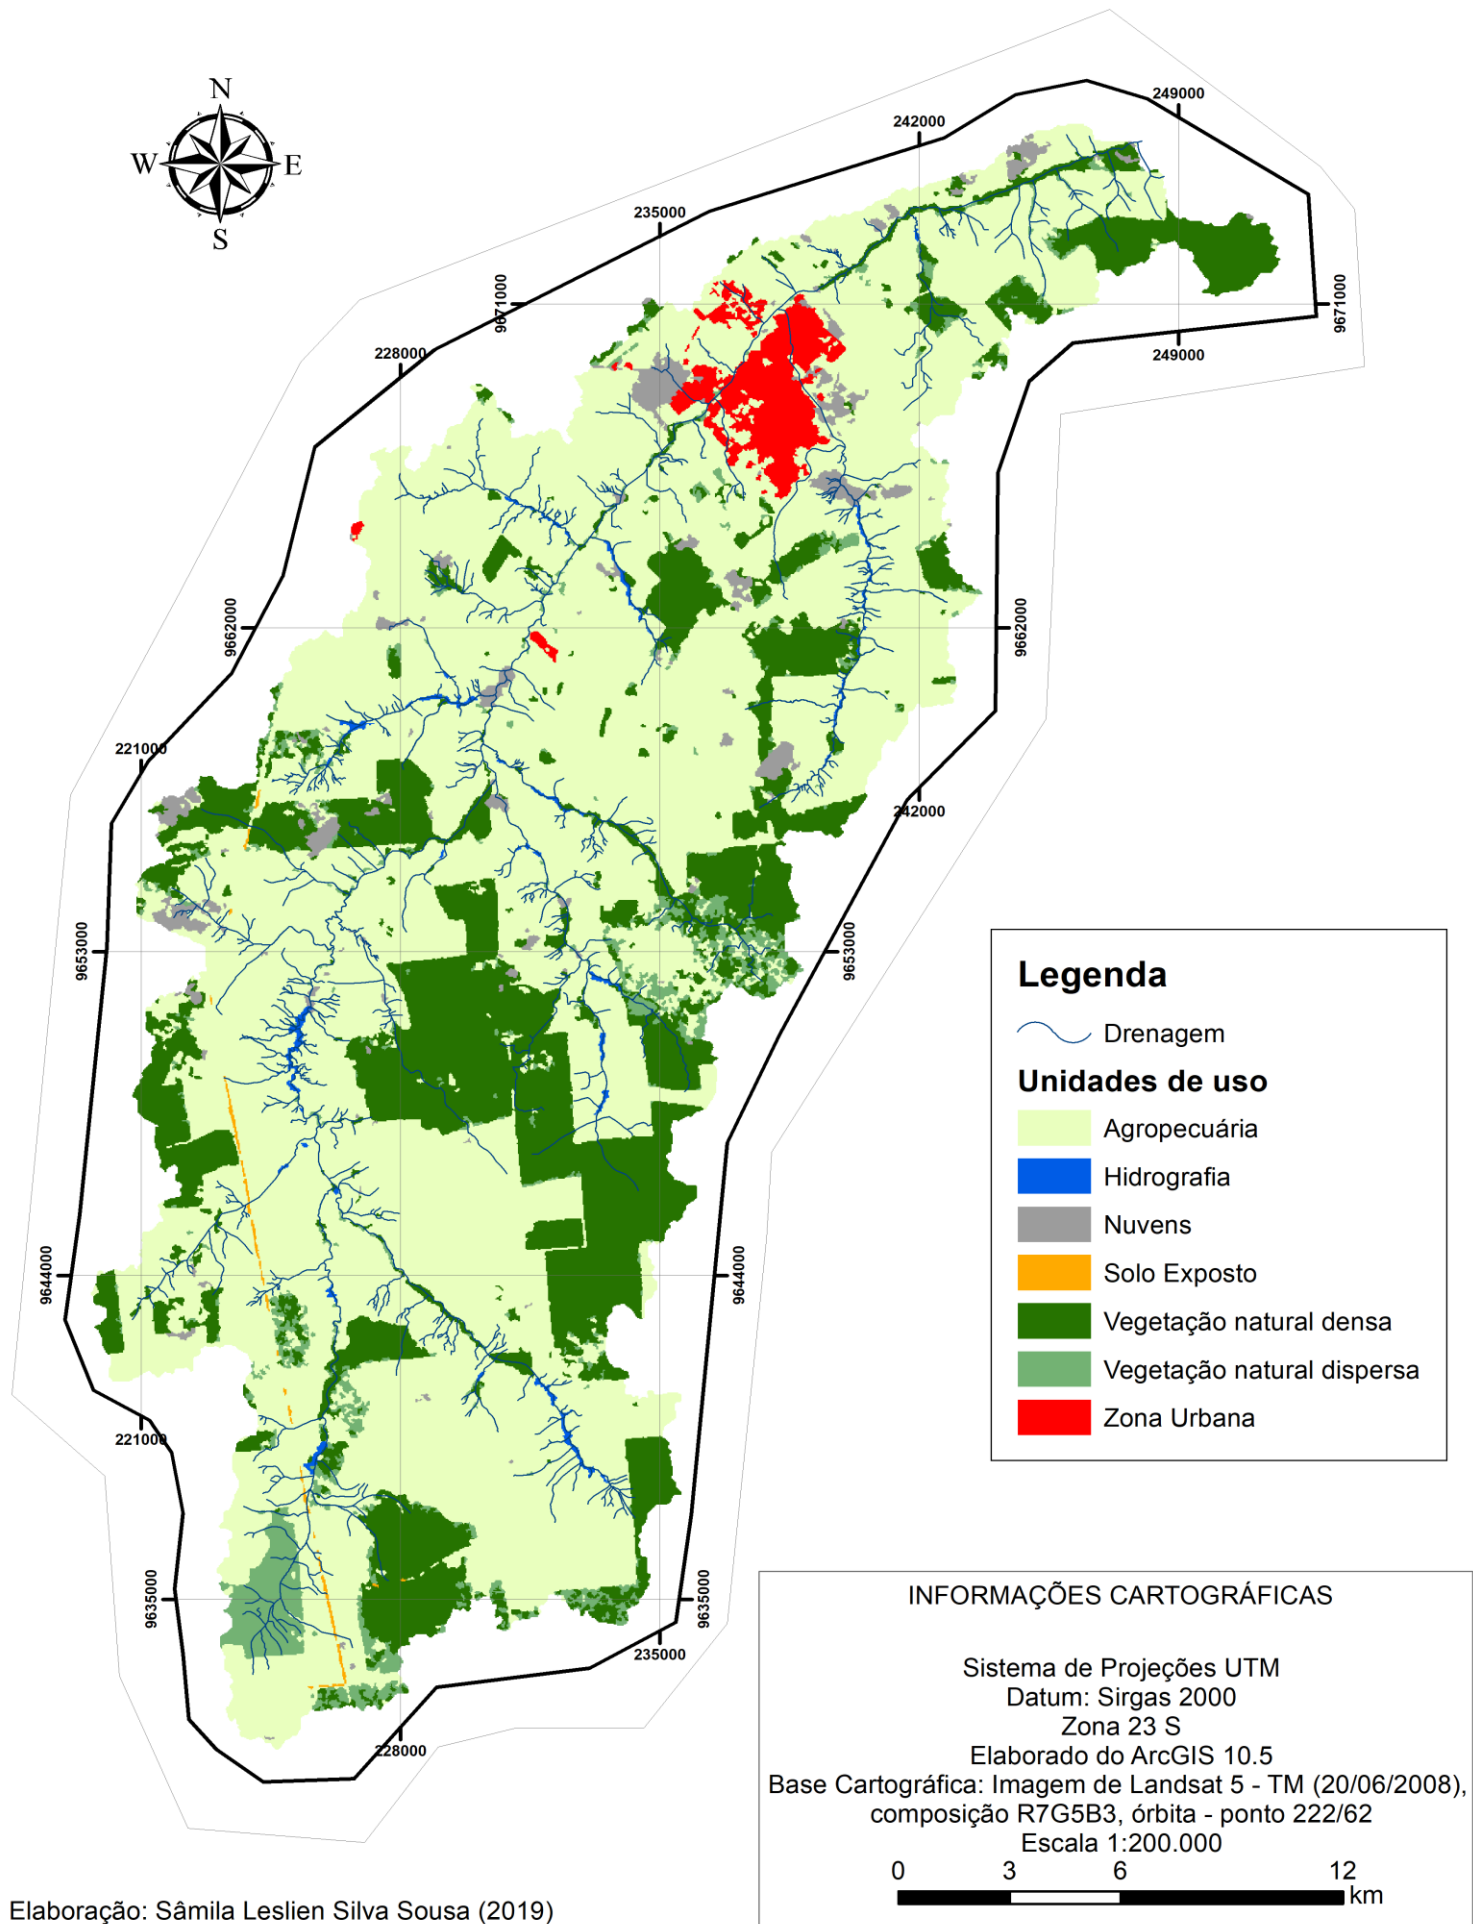 N
W E
S
249000
242000
235000
228000
221000
9671000
9671000
249000
9662000
9662000
242000
9653000
9653000
9644000
9644000
221000
9635000
9635000
235000
228000
Legenda
Drenagem
Unidades de uso
Agropecuária
Hidrografia
Nuvens
Solo Exposto
Vegetação natural densa
Vegetação natural dispersa
Zona Urbana
INFORMAÇÕES CARTOGRÁFICAS
Sistema de Projeções UTM
Datum: Sirgas 2000
Zona 23 S
Elaborado do ArcGIS 10.5
Base Cartográfica: Imagem de Landsat 5 - TM (20/06/2008),
composição R7G5B3, órbita - ponto 222/62
Escala 1:200.000
0 3 6 12
km
Elaboração: Sâmila Leslien Silva Sousa (2019)